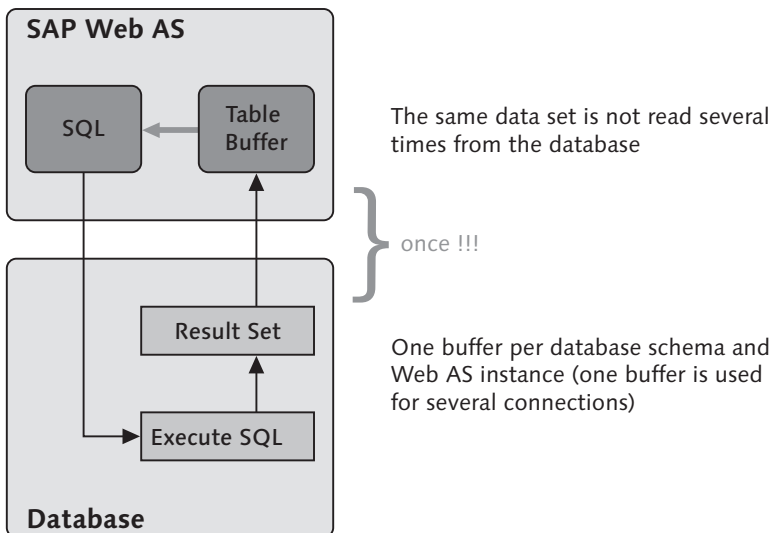 SAP Web AS
SQL
Table
Buffer
The same data set is not read several
times from the database
once !!!
Result Set
One buffer per database schema and
Web AS instance (one buffer is used
for several connections)
Execute SQL
Database